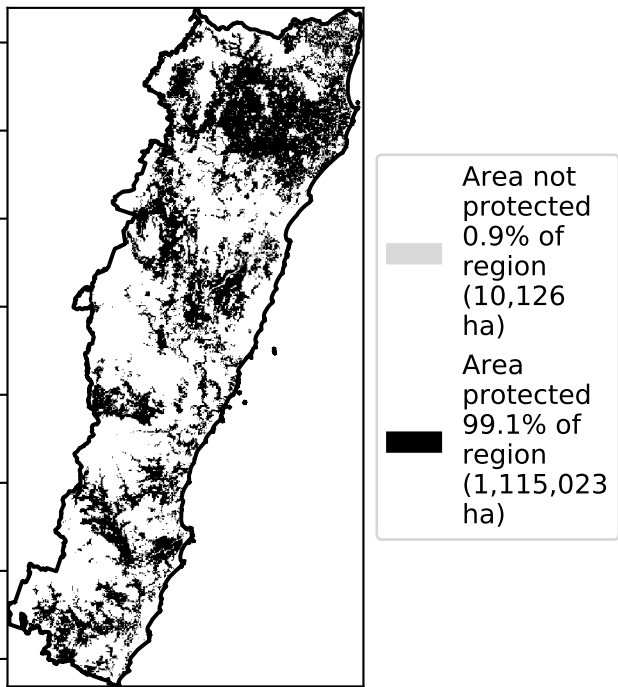 Area not
protected
0.9% of
region
(10,126
ha)
Area
protected
99.1% of
region
(1,115,023
ha)